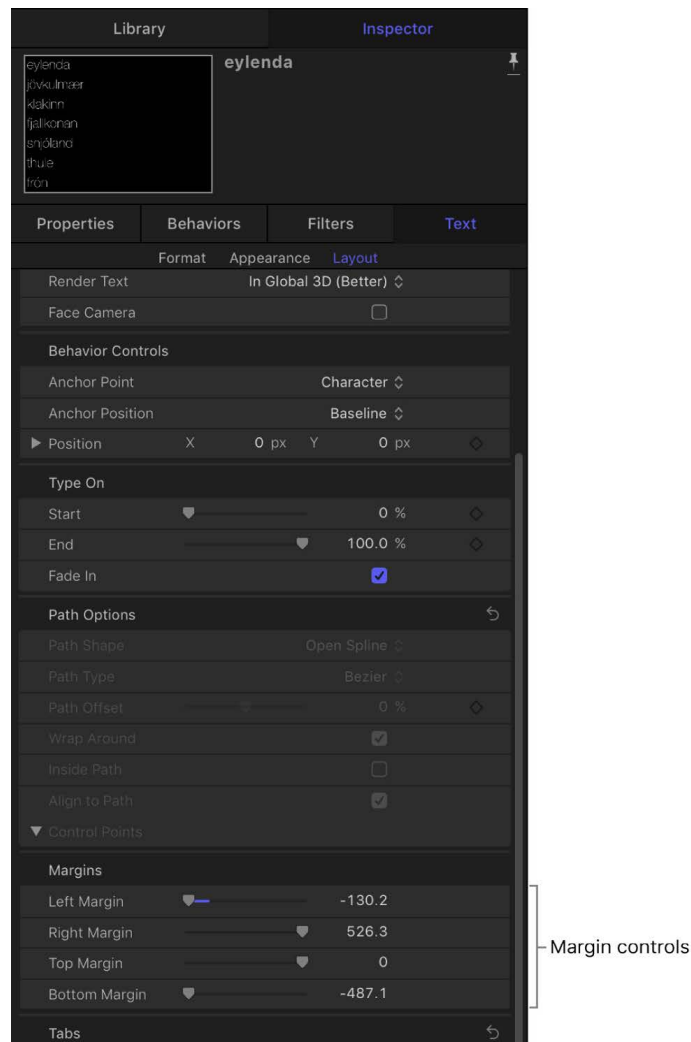 Library Inspector
eylenda
eylenda
jövkulmær
klakinn
fjallkonan
snjóland
thule
frón
Properties Behaviors Filters Text
Format Appearance Layout
Render Text In Global 3D (Better)
Face Camera
Behavior Controls
Anchor Point Character
Anchor Position Baseline
Position X 0 px Y 0 px
Type On
Start 0 %
End 100.0 %
Fade In
Path Options
Path Shape Open Spline
Path Type Bezier
Path Offset 0 %
Wrap Around
Inside Path
Align to Path
Control Points
Margins
Left Margin -130.2
Right Margin 526.3
Top Margin 0
Bottom Margin -487.1
Margin controls
Tabs